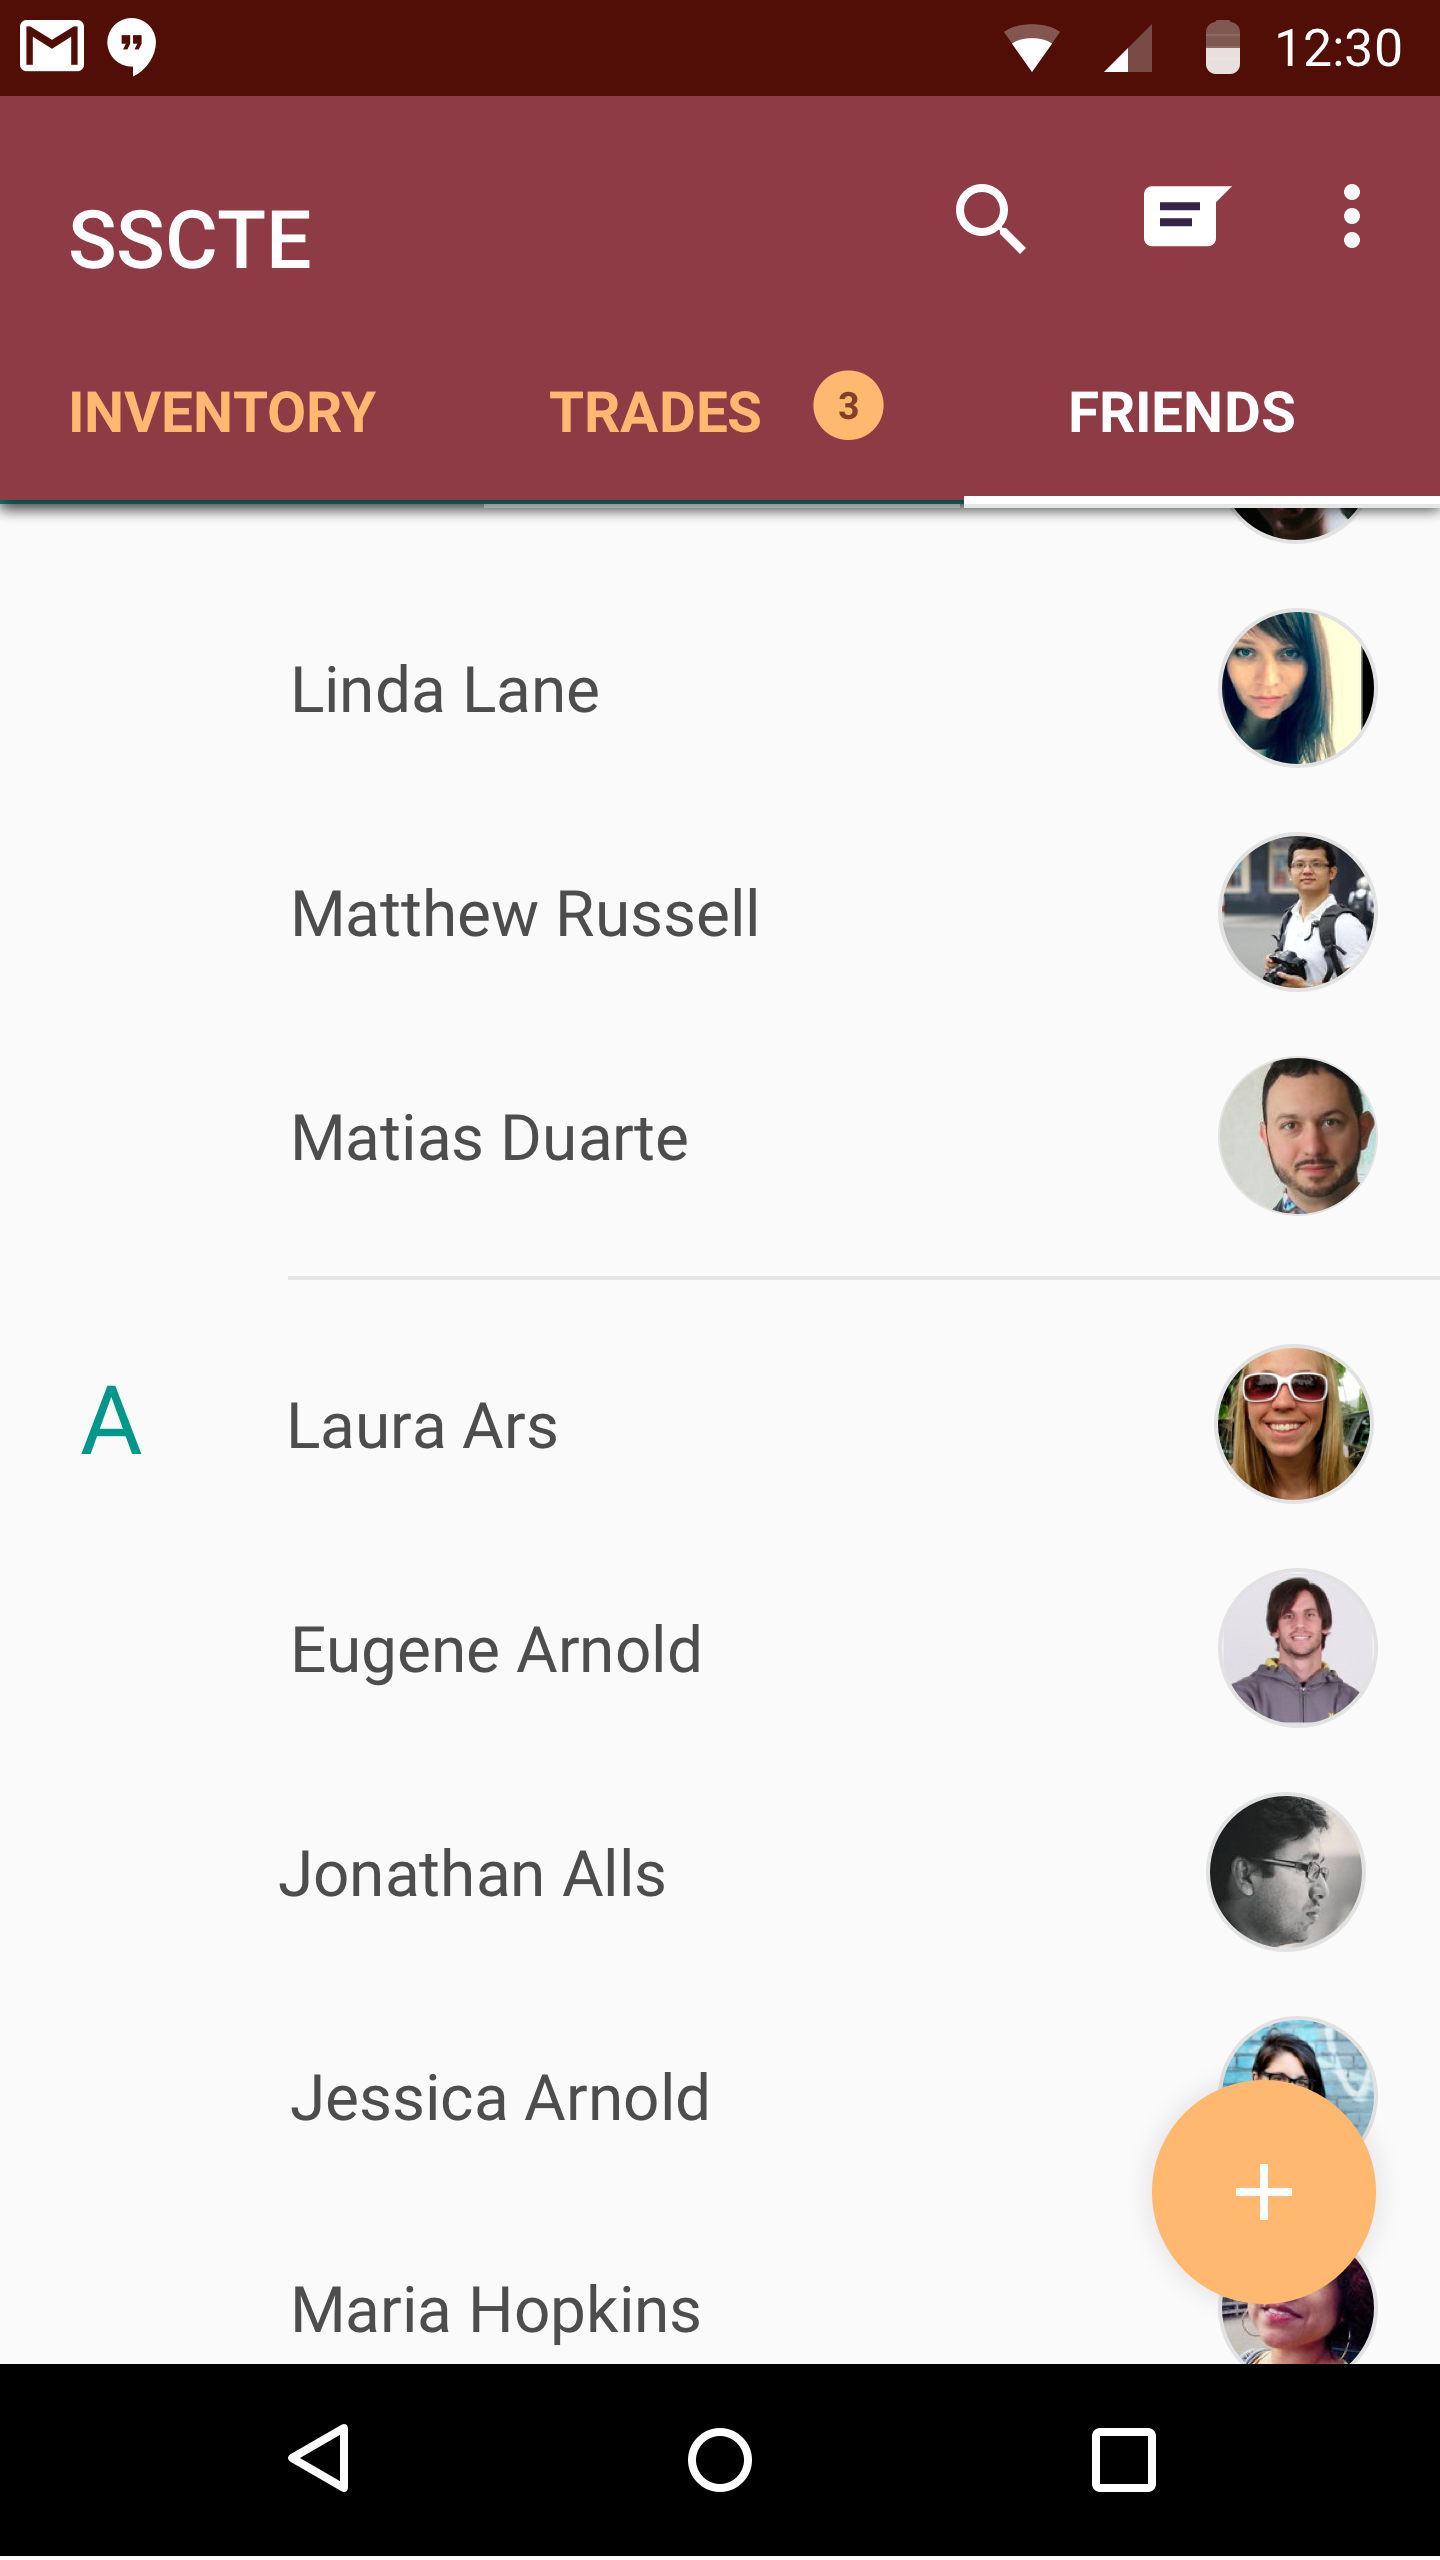 12:30
SSCTE
INVENTORY TRADES 3 FRIENDS
Linda Lane
Matthew Russell
Matias Duarte
A Laura Ars
Eugene Arnold
Jonathan Alls
Jessica Arnold
Maria Hopkins